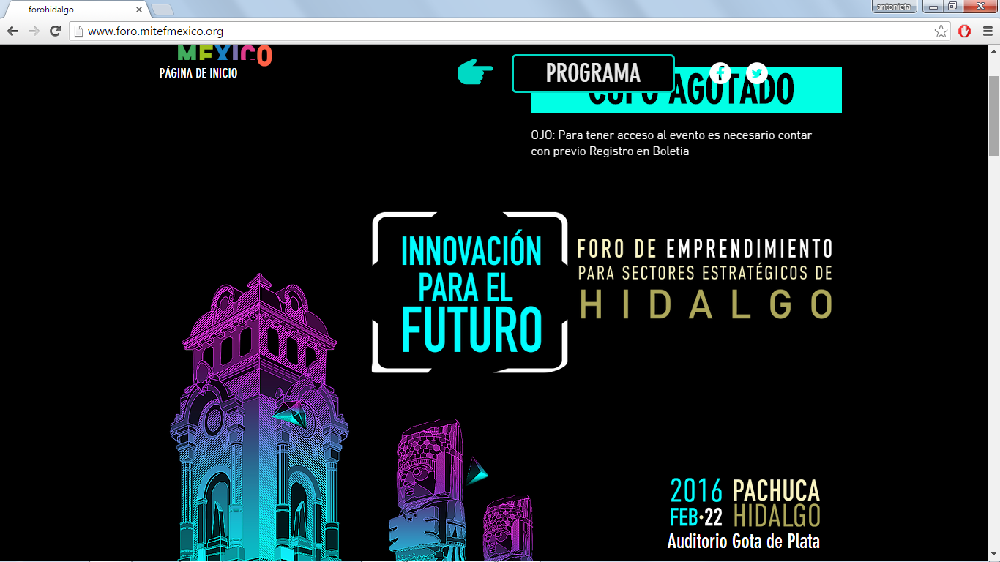 forohidalgo
antonieta
www.foro.mitefmexico.org
MEXICO
PÁGINA DE INICIO
PROGRAMA
CUPO AGOTADO
OJO: Para tener acceso al evento es necesario contar
con previo Registro en Boletia
INNOVACIÓN
PARA EL
FUTURO
FORO DE EMPRENDIMIENTO
PARA SECTORES ESTRATÉGICOS DE
HIDALGO
2016 PACHUCA
FEB·22 HIDALGO
Auditorio Gota de Plata